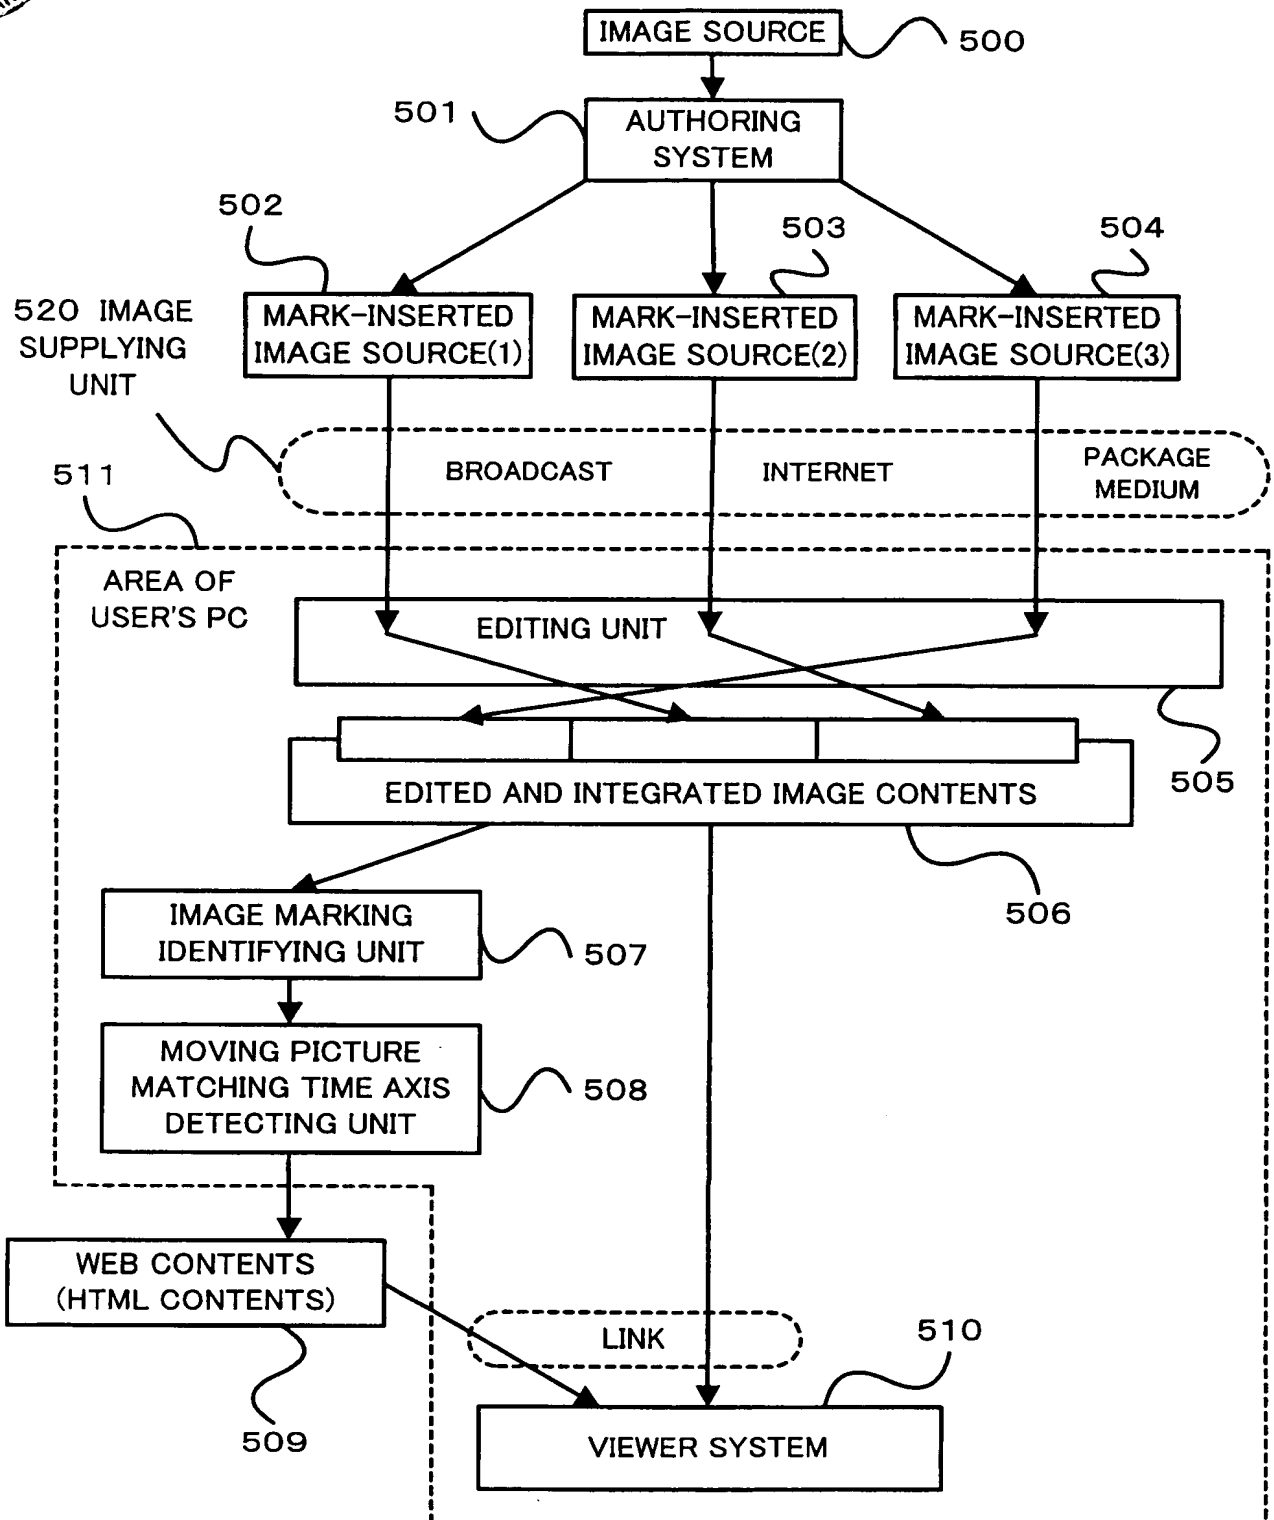 IMAGE SOURCE
500
501
AUTHORING
SYSTEM
502
503
504
520 IMAGE
SUPPLYING
UNIT
MARK-INSERTED
IMAGE SOURCE(1)
MARK-INSERTED
IMAGE SOURCE(2)
MARK-INSERTED
IMAGE SOURCE(3)
BROADCAST
INTERNET
PACKAGE
MEDIUM
511
AREA OF
USER'S PC
EDITING UNIT
505
EDITED AND INTEGRATED IMAGE CONTENTS
506
IMAGE MARKING
IDENTIFYING UNIT
507
MOVING PICTURE
MATCHING TIME AXIS
DETECTING UNIT
508
WEB CONTENTS
(HTML CONTENTS)
509
LINK
510
VIEWER SYSTEM